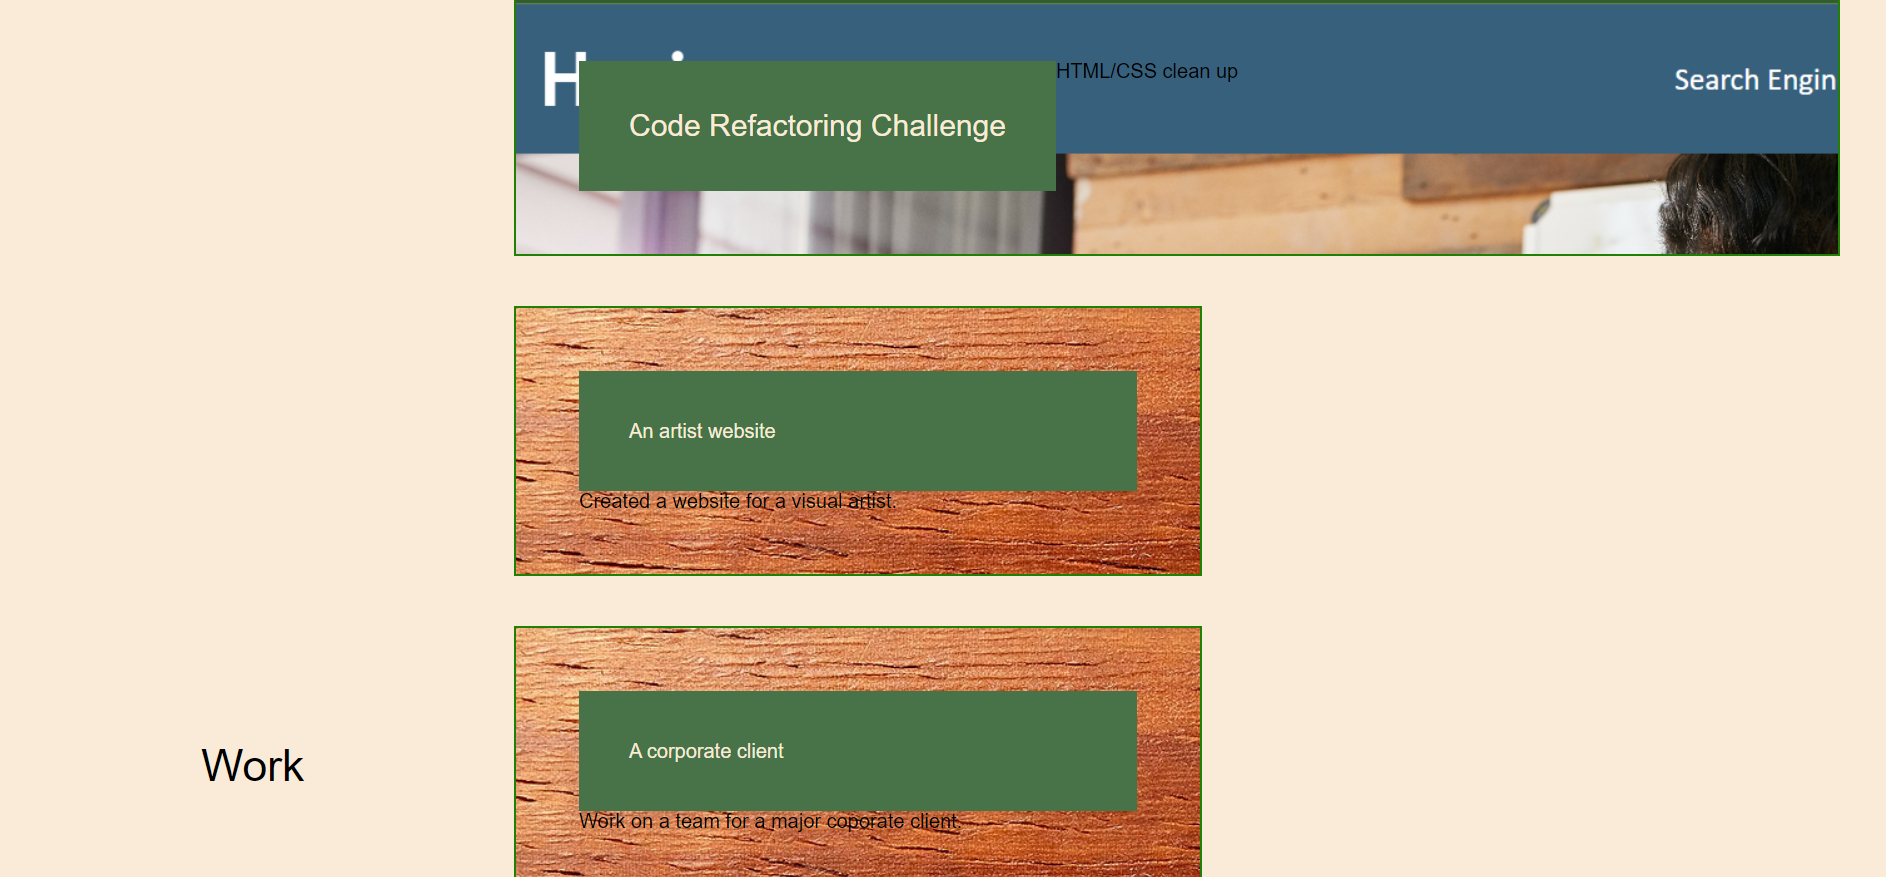 HTML/CSS clean up
Search Engin
Code Refactoring Challenge
An artist website
Created a website for a visual artist.
A corporate client
Work
Work on a team for a major coporate client.